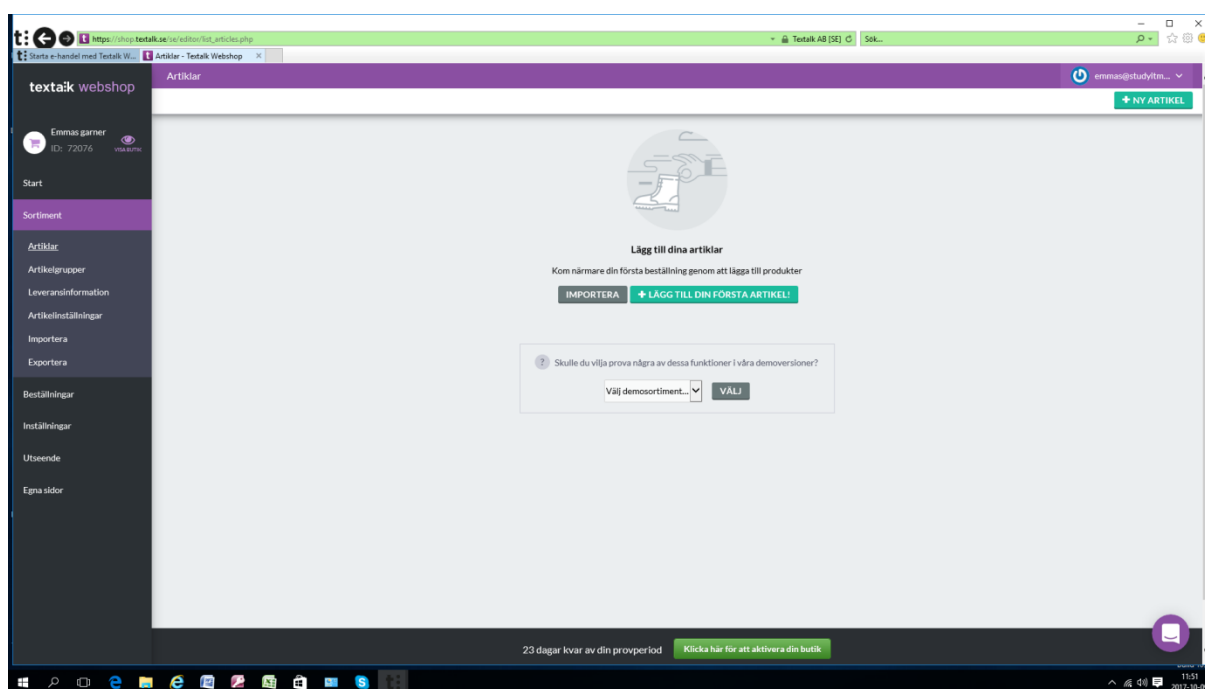 https://shop.textalk.se/se/editor/list_articles.php
Textalk AB [SE]
Sök...
Starta e-handel med Textalk W...
Artiklar - Textalk Webshop
textalk webshop
Artiklar
emmas@studyitm...
+ NY ARTIKEL
Emmas garner
ID: 72076
VISA BUTIK
Start
Sortiment
Artiklar
Artikelgrupper
Leveransinformation
Artikelinställningar
Importera
Exportera
Beställningar
Inställningar
Utseende
Egna sidor
Lägg till dina artiklar
Kom närmare din första beställning genom att lägga till produkter
IMPORTERA
+ LÄGG TILL DIN FÖRSTA ARTIKEL!
? Skulle du vilja prova några av dessa funktioner i våra demoversioner?
Välj demosortiment...
VÄLJ
23 dagar kvar av din provperiod
Klicka här för att aktivera din butik
11:51